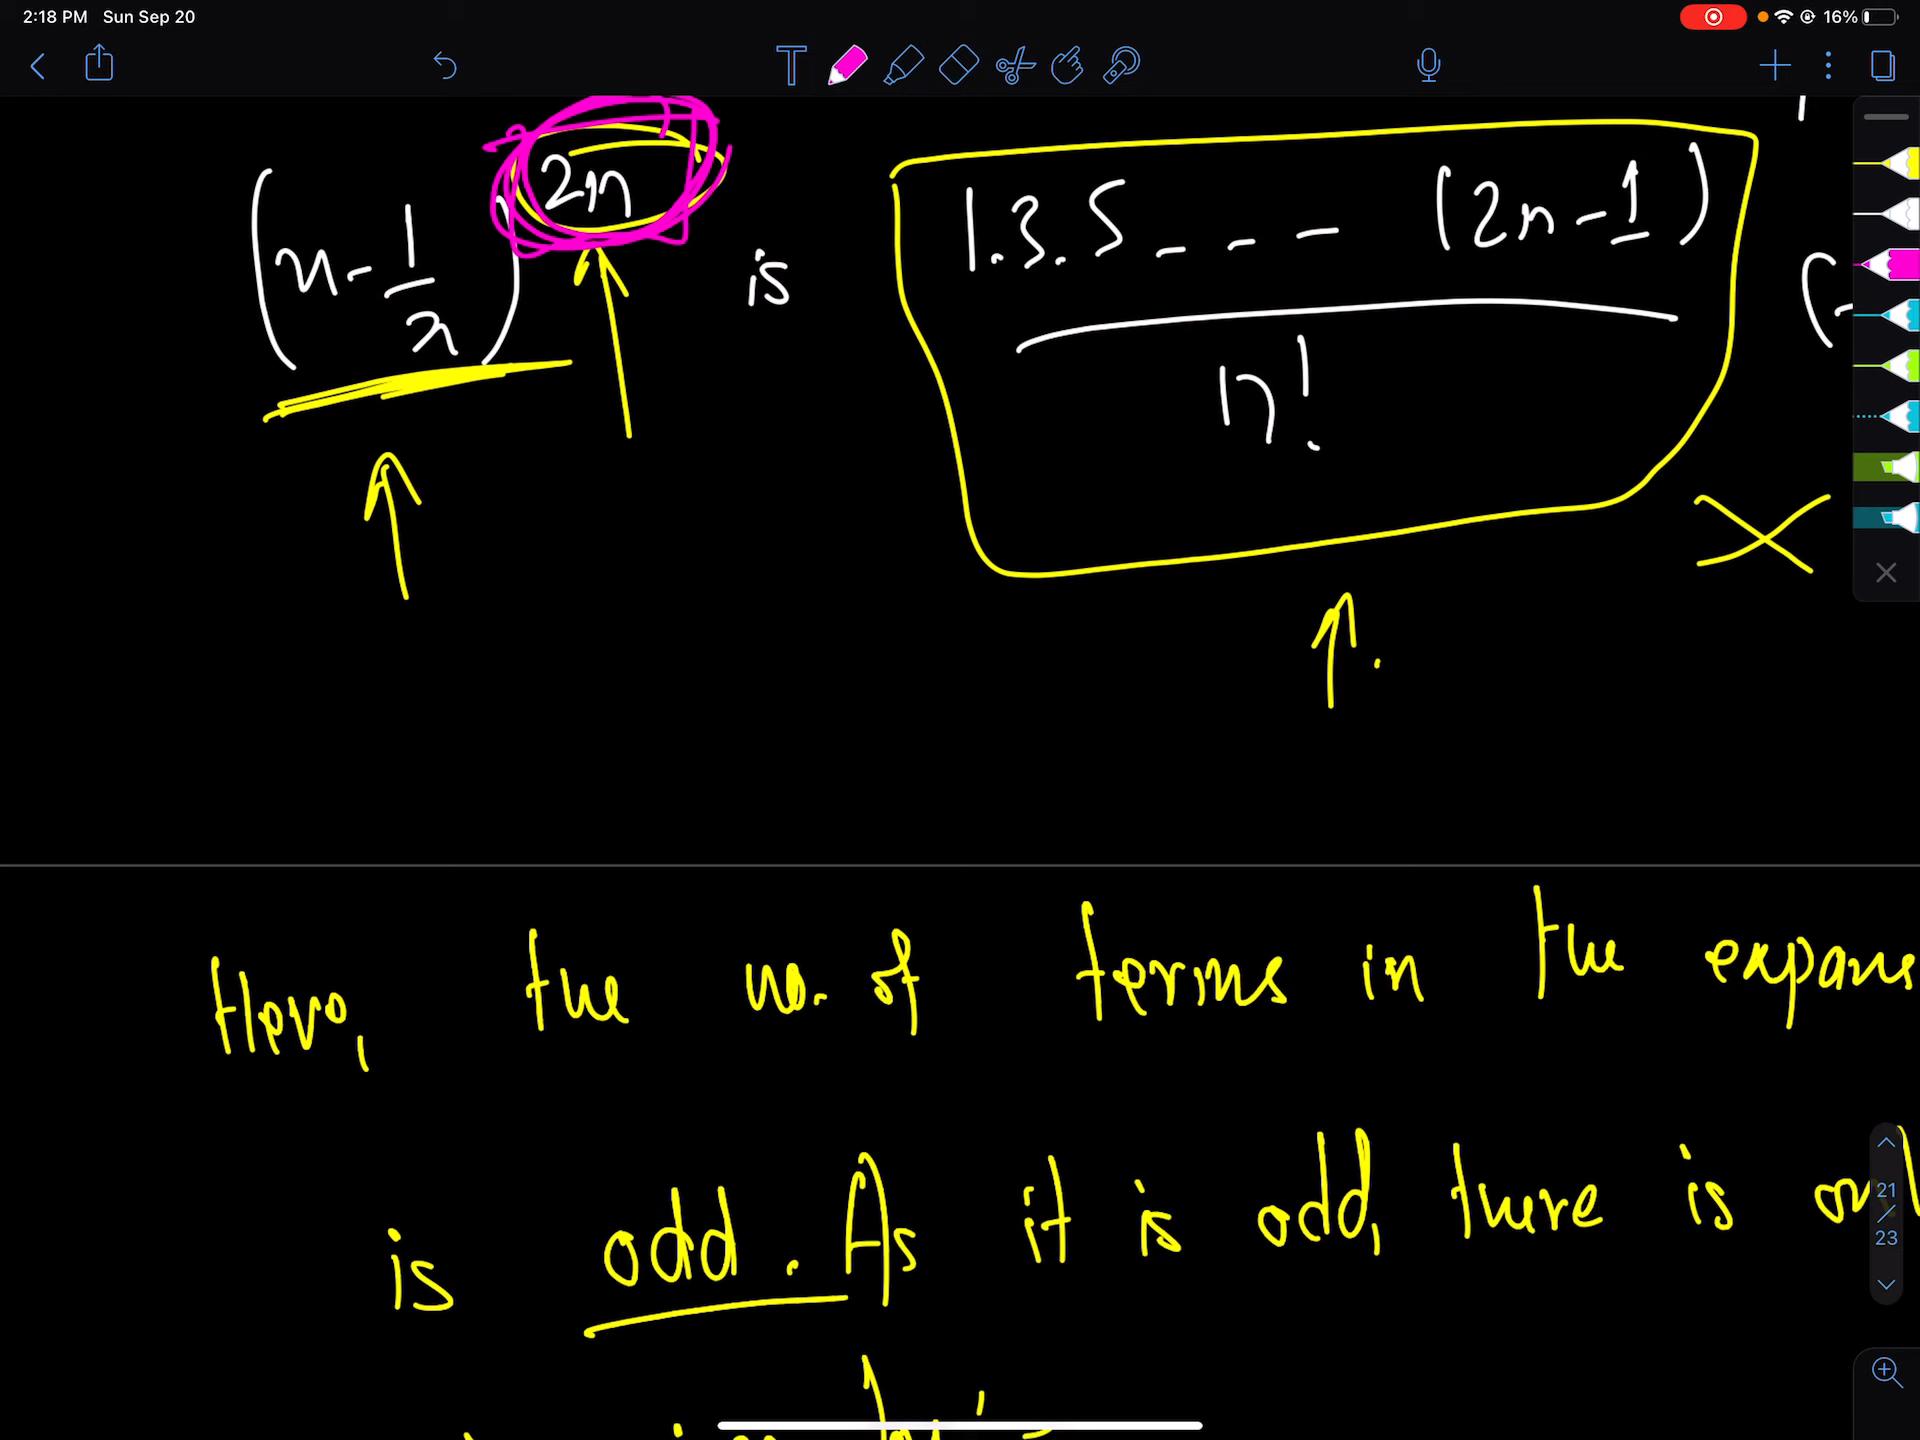 2:18 PM Sun Sep 20
16%
(x - 1/x)^2n is 1.3.5 _ _ _ (2n-1) / n! (-
Here, the no. of terms in the expans
is odd. As it is odd, there is onl
21
/
23